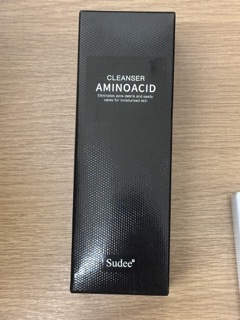 CLEANSER
AMINOACID
Eliminates pore debris and easily
cares for moisturized skin
Sudee